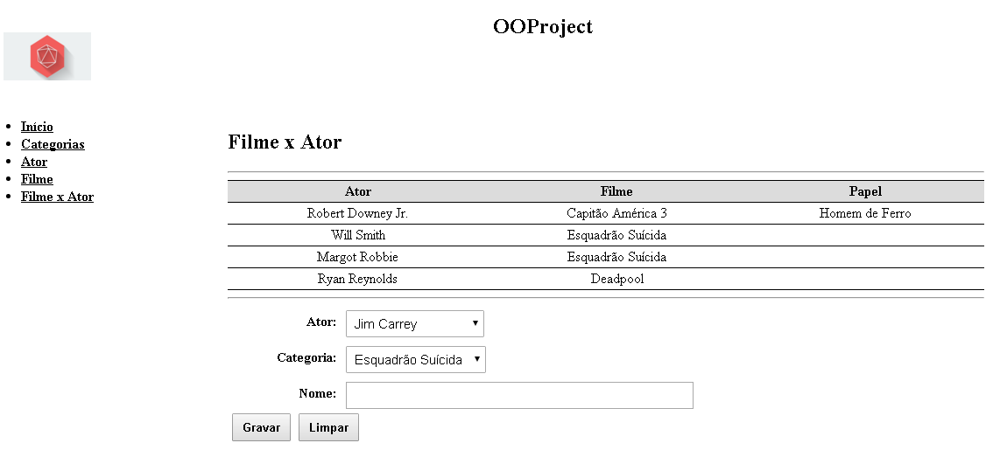 OOProject
Início
Categorias
Ator
Filme
Filme x Ator
Filme x Ator
Ator Filme Papel
Robert Downey Jr. Capitão América 3 Homem de Ferro
Will Smith Esquadrão Suícida
Margot Robbie Esquadrão Suícida
Ryan Reynolds Deadpool
Ator: Jim Carrey
Categoria: Esquadrão Suícida
Nome:
Gravar Limpar